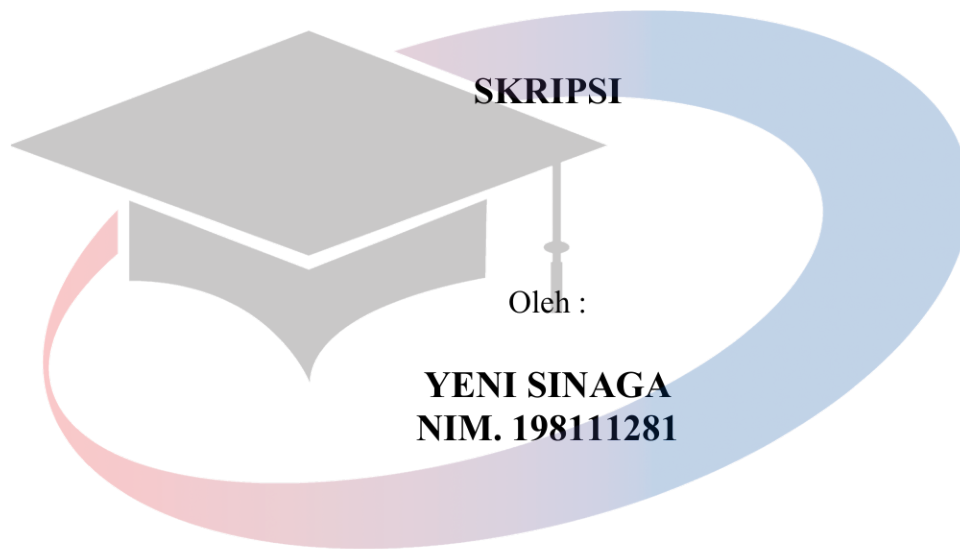 SKRIPSI
Oleh :
YENI SINAGA
NIM. 198111281